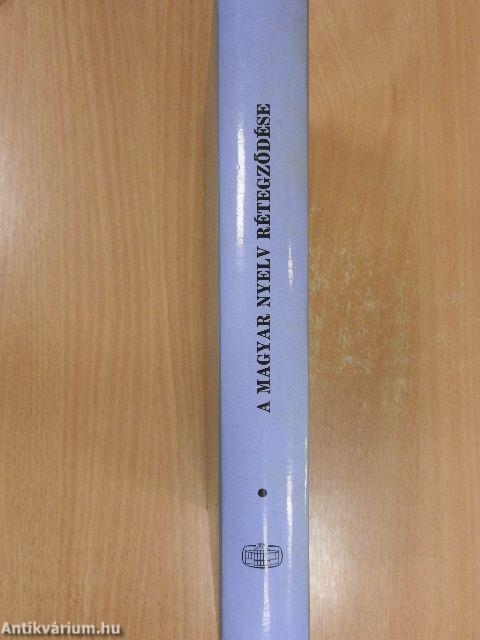 A MAGYAR NYELV RÉTEGZŐDÉSE
Antikvárium.hu